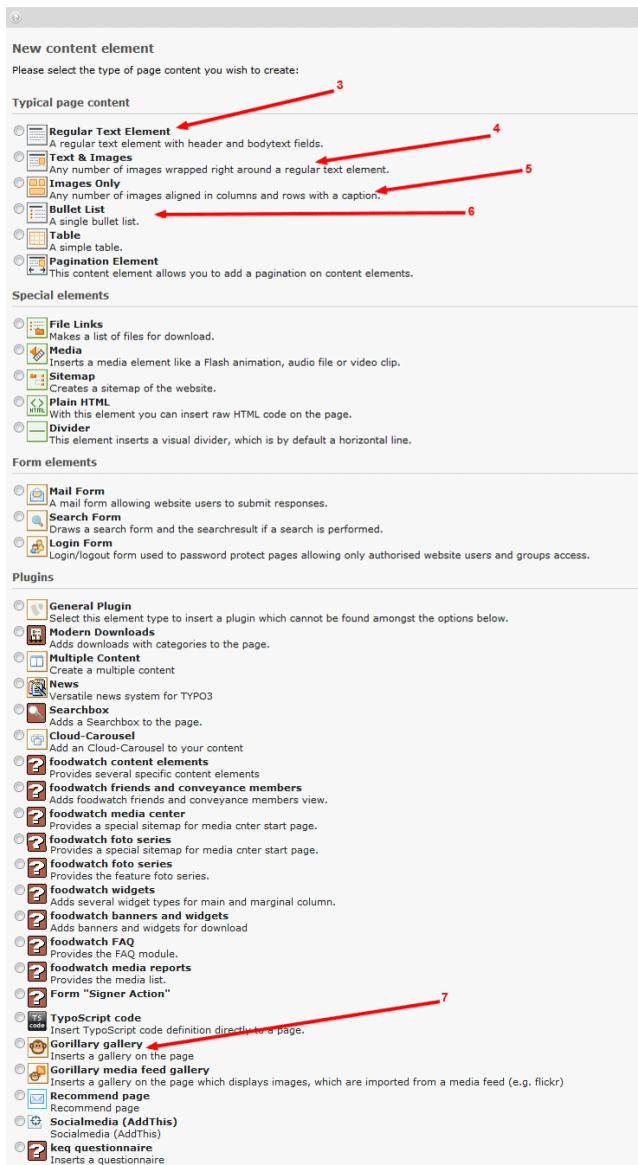 New content element
Please select the type of page content you wish to create:
3
Typical page content
Regular Text Element
A regular text element with header and bodytext fields.
4
Text & Images
Any number of images wrapped right around a regular text element.
5
Images Only
Any number of images aligned in columns and rows with a caption.
Bullet List
6
A single bullet list.
Table
A simple table.
Pagination Element
This content element allows you to add a pagination on content elements.
Special elements
File Links
Makes a list of files for download.
Media
Inserts a media element like a Flash animation, audio file or video clip.
Sitemap
Creates a sitemap of the website.
HTML
Plain HTML
With this element you can insert raw HTML code on the page.
Divider
This element inserts a visual divider, which is by default a horizontal line.
Form elements
Mail Form
A mail form allowing website users to submit responses.
Search Form
Draws a search form and the searchresult if a search is performed.
Login Form
Login/logout form used to password protect pages allowing only authorised website users and groups access.
Plugins
General Plugin
Select this element type to insert a plugin which cannot be found amongst the options below.
Modern Downloads
Adds downloads with categories to the page.
Multiple Content
Create a multiple content
News
Versatile news system for TYPO3
Searchbox
Adds a Searchbox to the page.
Cloud-Carousel
Add an Cloud-Carousel to your content
foodwatch content elements
Provides several specific content elements
foodwatch friends and conveyance members
Adds foodwatch friends and conveyance members view.
foodwatch media center
Provides a special sitemap for media cnter start page.
foodwatch foto series
Provides a special sitemap for media cnter start page.
foodwatch foto series
Provides the feature foto series.
foodwatch widgets
Adds several widget types for main and marginal column.
foodwatch banners and widgets
Adds banners and widgets for download
foodwatch FAQ
Provides the FAQ module.
foodwatch media reports
Provides the media list.
Form "Signer Action"
7
TS code
TypoScript code
Insert TypoScript code definition directly to a page.
Gorillary gallery
Inserts a gallery on the page
Gorillary media feed gallery
Inserts a gallery on the page which displays images, which are imported from a media feed (e.g. flickr)
Recommend page
Recommend page
Socialmedia (AddThis)
Socialmedia (AddThis)
keq questionnaire
Inserts a questionnaire